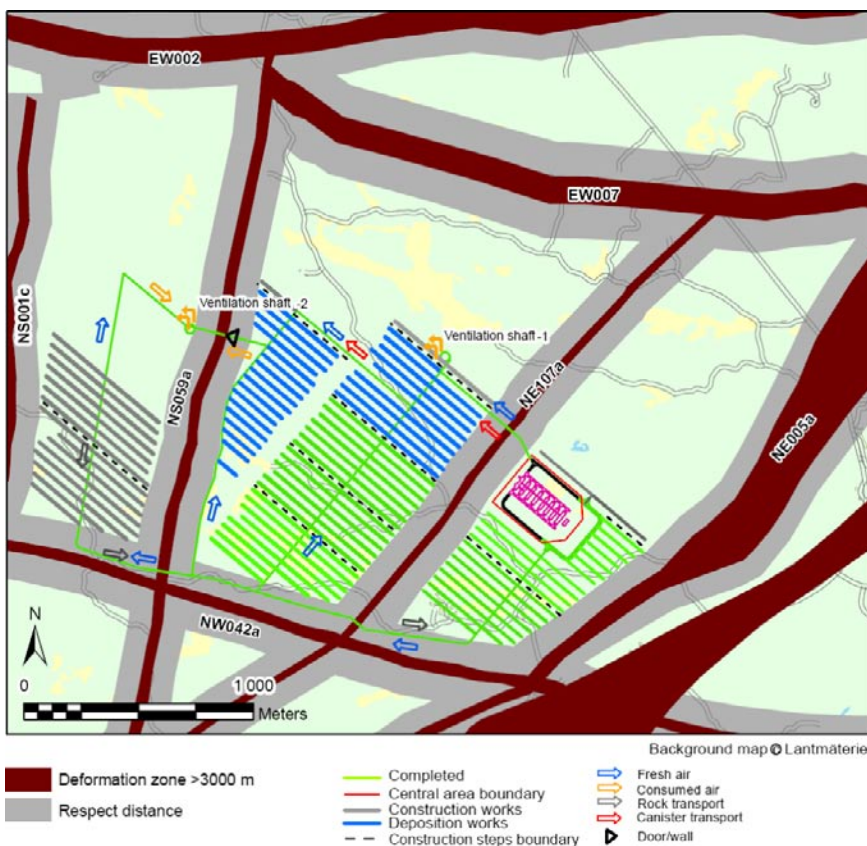 EW002
EW007
NS001c
Ventilation shaft -2
Ventilation shaft-1
NS059a
NE107a
NE005a
NW042a
N
0 1 000
Meters
Background map © Lantmäterie
Deformation zone >3000 m
Respect distance
Completed
Central area boundary
Construction works
Deposition works
Construction steps boundary
Fresh air
Consumed air
Rock transport
Canister transport
Door/wall